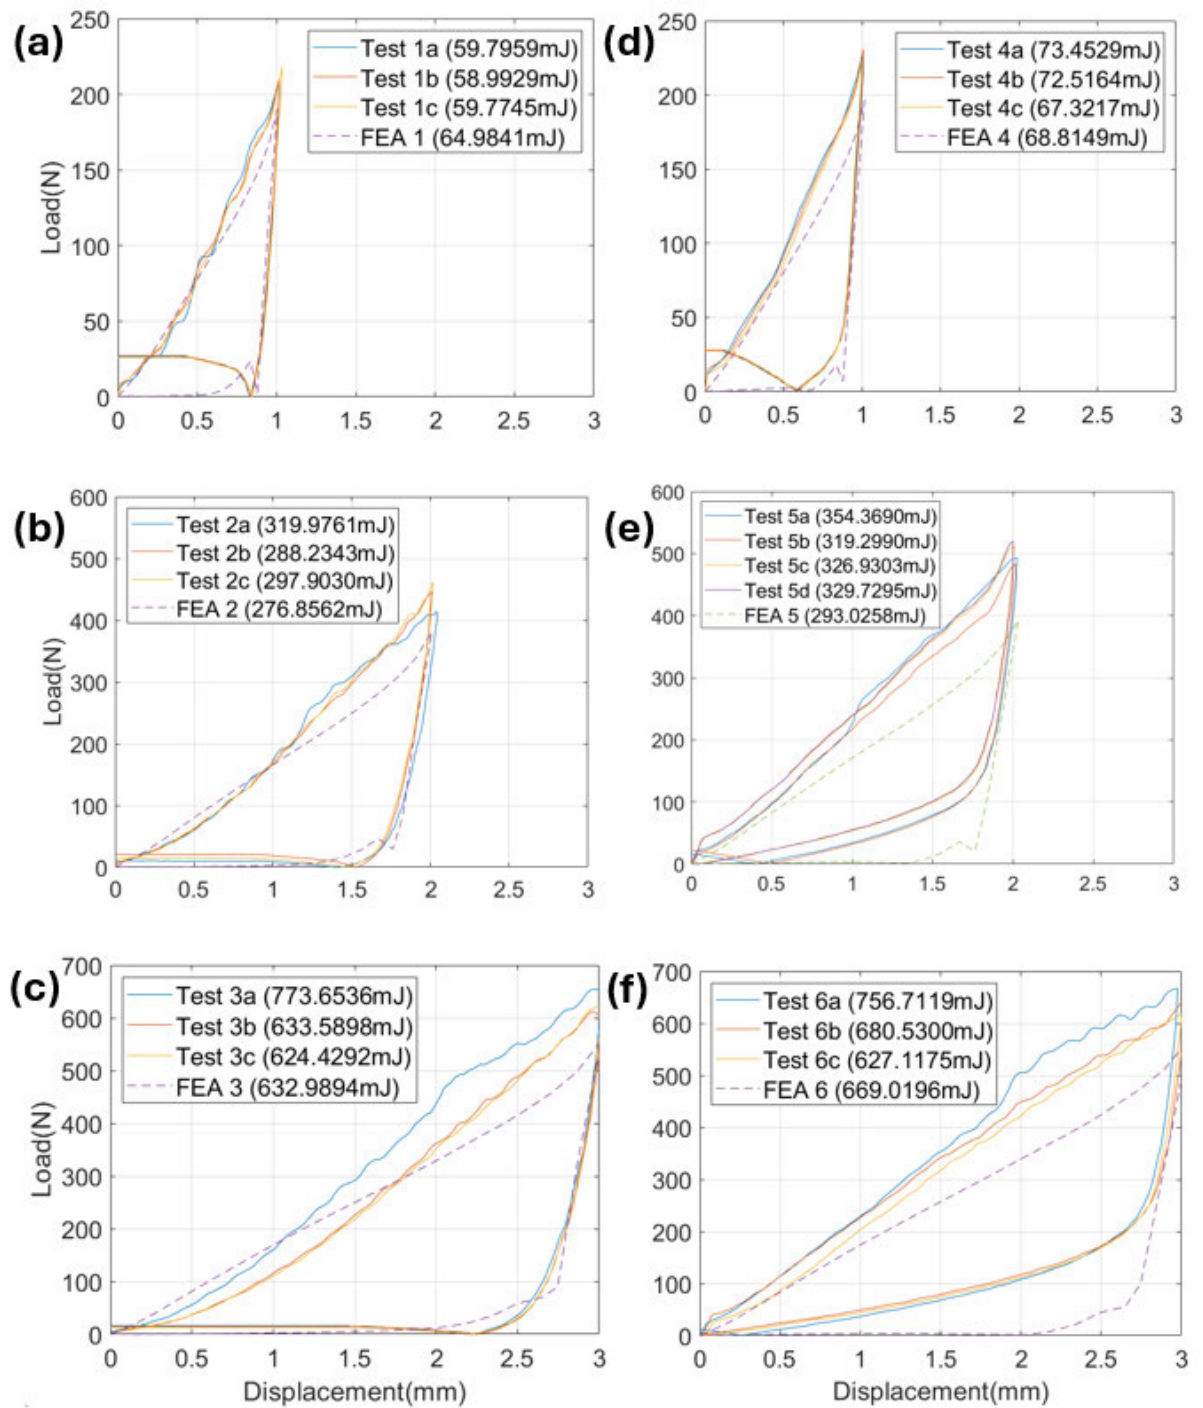 (a)
250
200
150
100
50
0
Load(N)
Test 1a (59.7959mJ)
Test 1b (58.9929mJ)
Test 1c (59.7745mJ)
FEA 1 (64.9841mJ)
0 0.5 1 1.5 2 2.5 3
(d)
250
200
150
100
50
0
Test 4a (73.4529mJ)
Test 4b (72.5164mJ)
Test 4c (67.3217mJ)
FEA 4 (68.8149mJ)
0 0.5 1 1.5 2 2.5 3
(b)
600
500
400
300
200
100
0
Load(N)
Test 2a (319.9761mJ)
Test 2b (288.2343mJ)
Test 2c (297.9030mJ)
FEA 2 (276.8562mJ)
0 0.5 1 1.5 2 2.5 3
(e)
600
500
400
300
200
100
0
Test 5a (354.3690mJ)
Test 5b (319.2990mJ)
Test 5c (326.9303mJ)
Test 5d (329.7295mJ)
FEA 5 (293.0258mJ)
0 0.5 1 1.5 2 2.5 3
(c)
700
600
500
400
300
200
100
0
Load(N)
Test 3a (773.6536mJ)
Test 3b (633.5898mJ)
Test 3c (624.4292mJ)
FEA 3 (632.9894mJ)
0 0.5 1 1.5 2 2.5 3
Displacement(mm)
(f)
700
600
500
400
300
200
100
0
Test 6a (756.7119mJ)
Test 6b (680.5300mJ)
Test 6c (627.1175mJ)
FEA 6 (669.0196mJ)
0 0.5 1 1.5 2 2.5 3
Displacement(mm)